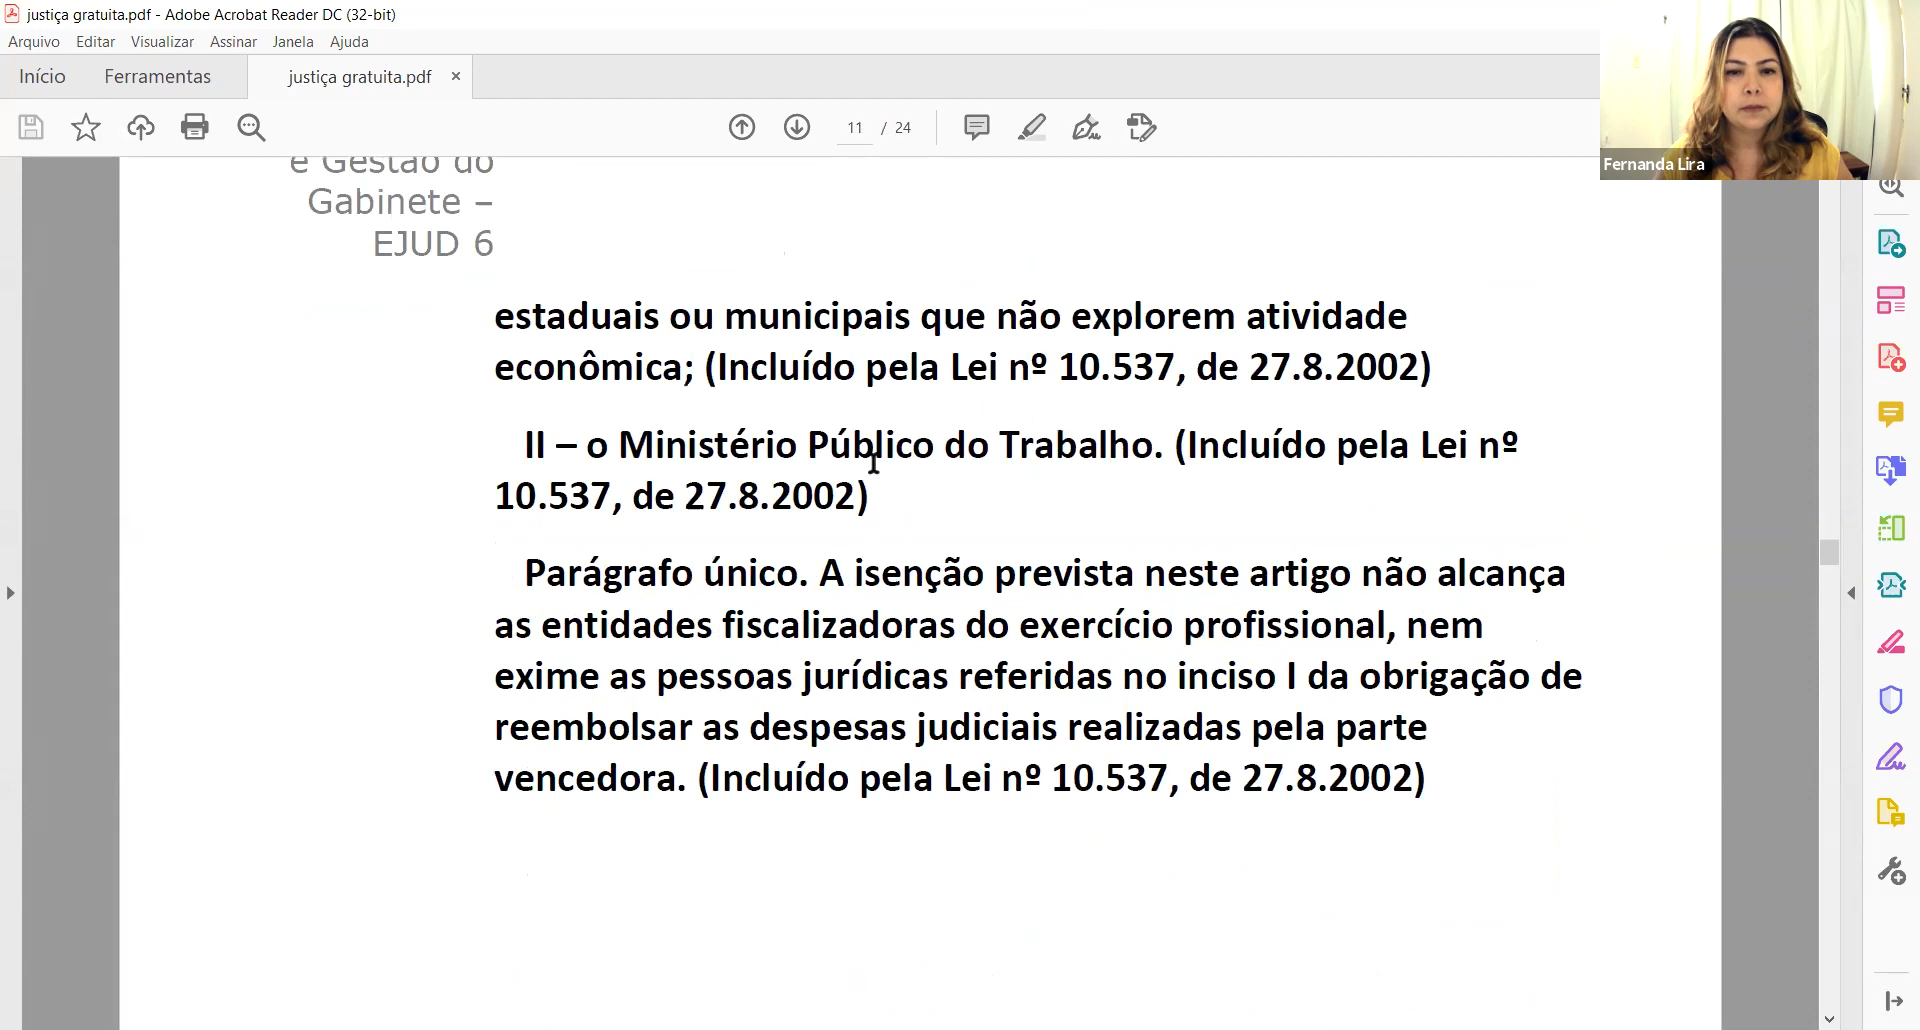 justiça gratuita.pdf - Adobe Acrobat Reader DC (32-bit)
Arquivo Editar Visualizar Assinar Janela Ajuda
Início Ferramentas justiça gratuita.pdf ×
11 / 24
Fernanda Lira
e Gestão do
Gabinete –
EJUD 6
estaduais ou municipais que não explorem atividade
econômica; (Incluído pela Lei nº 10.537, de 27.8.2002)
II – o Ministério Público do Trabalho. (Incluído pela Lei nº
10.537, de 27.8.2002)
Parágrafo único. A isenção prevista neste artigo não alcança
as entidades fiscalizadoras do exercício profissional, nem
exime as pessoas jurídicas referidas no inciso I da obrigação de
reembolsar as despesas judiciais realizadas pela parte
vencedora. (Incluído pela Lei nº 10.537, de 27.8.2002)